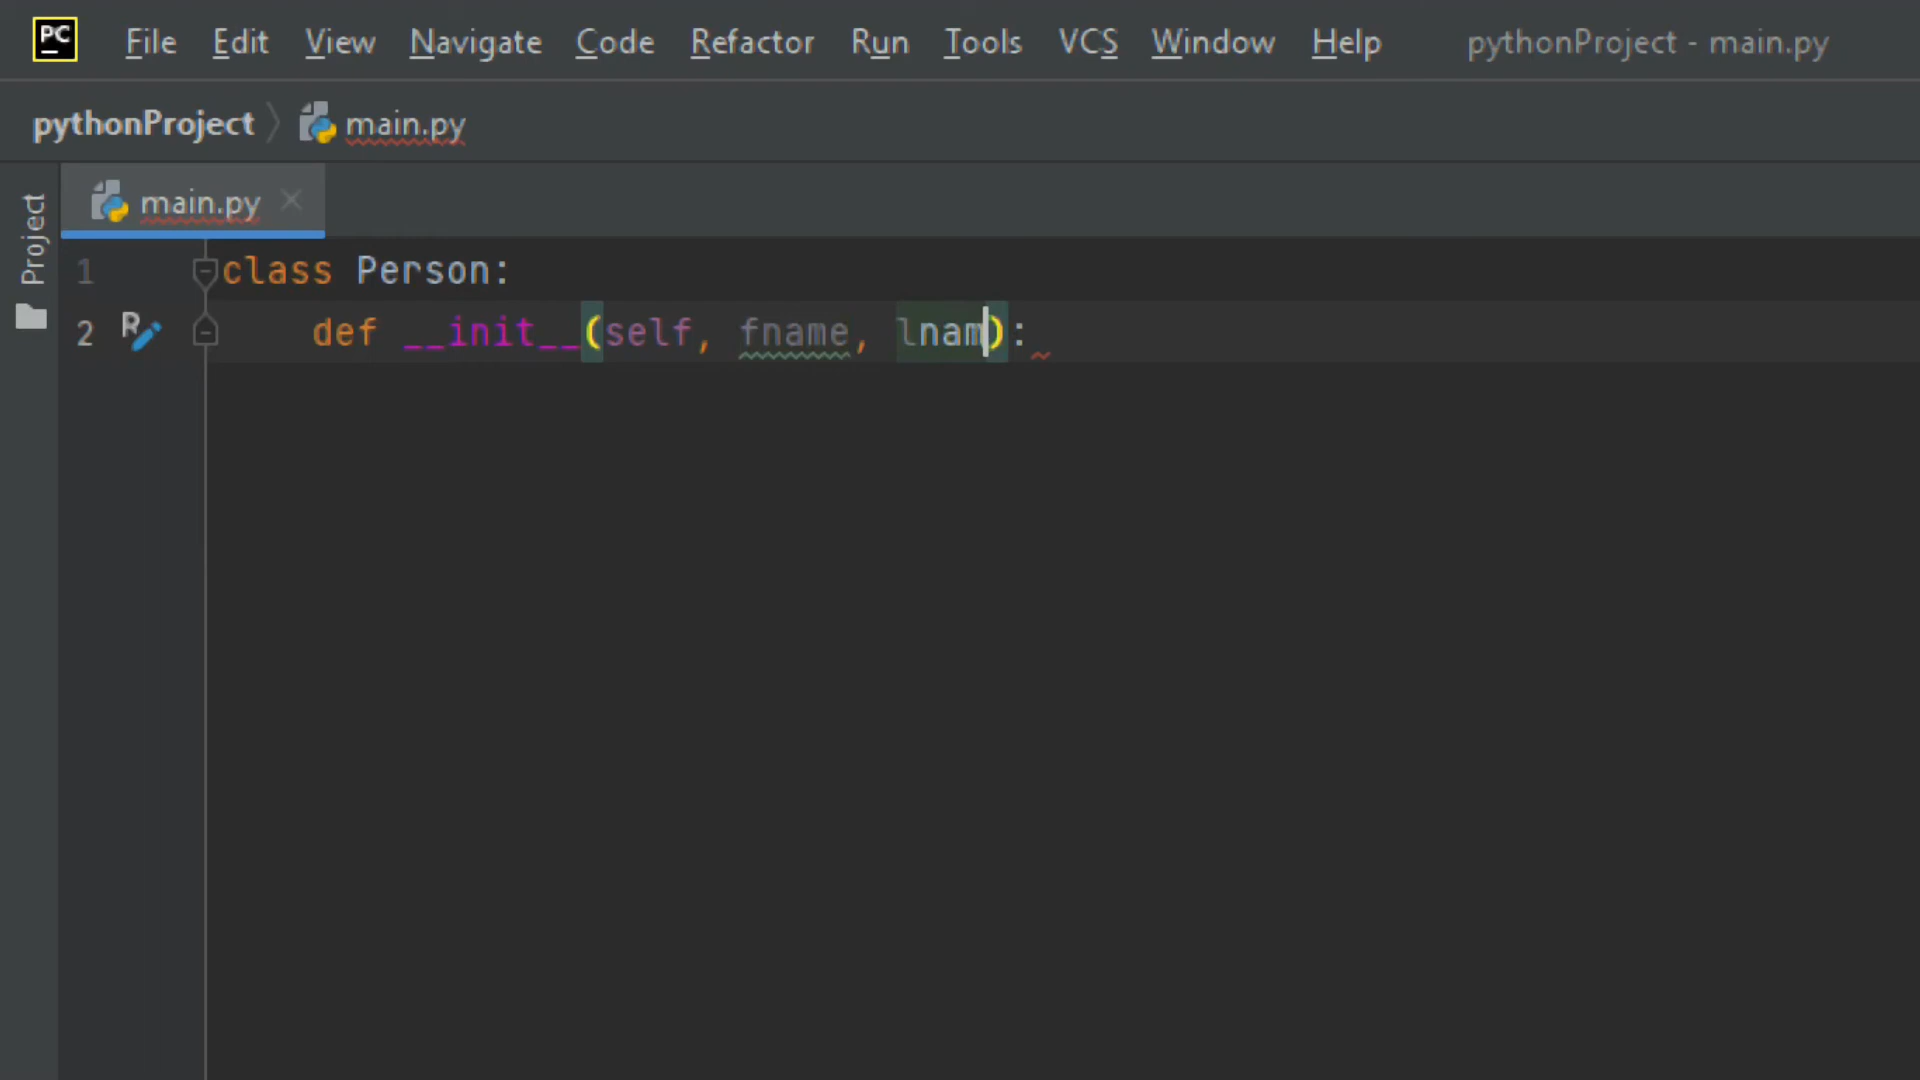 PC File Edit View Navigate Code Refactor Run Tools VCS Window Help pythonProject - main.py
pythonProject main.py
Project
main.py
1 class Person:
2 def __init__(self, fname, lnam):